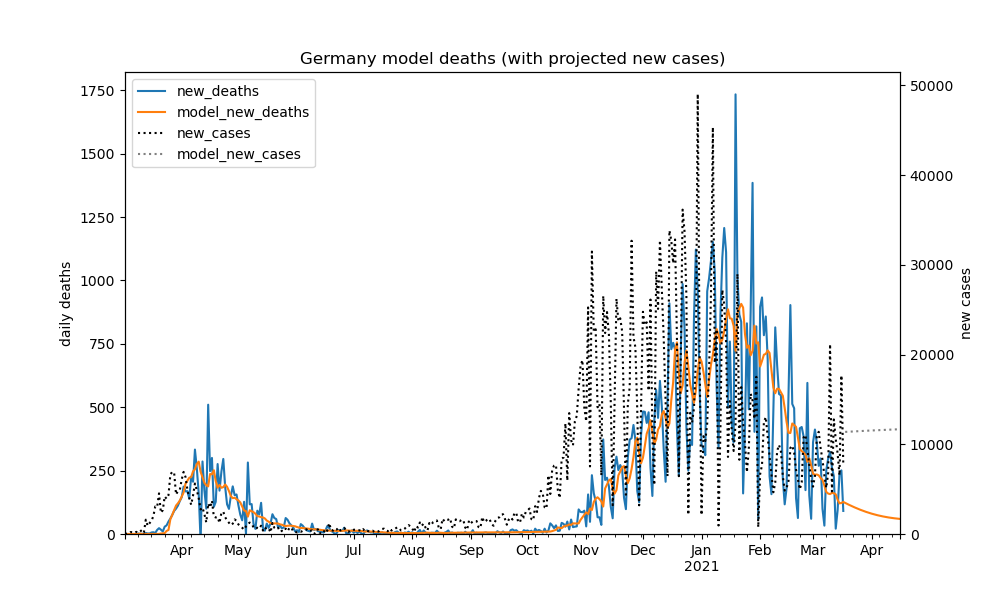 Germany model deaths (with projected new cases)
new_deaths
model_new_deaths
new_cases
model_new_cases
daily deaths
1750
1500
1250
1000
750
500
250
0
50000
40000
30000
20000
10000
0
new cases
Apr May Jun Jul Aug Sep Oct Nov Dec Jan Feb Mar Apr
2021